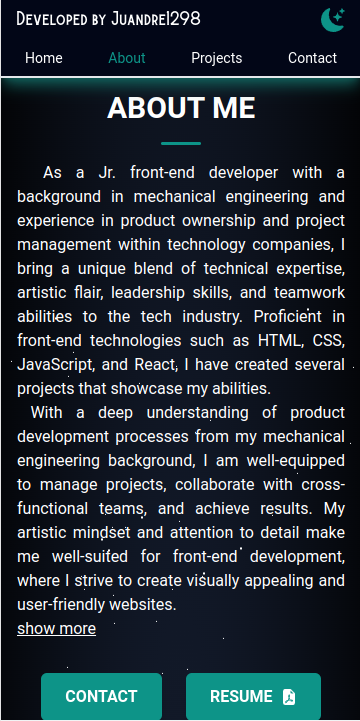 Developed by Juandre1298
Home About Projects Contact
ABOUT ME
As a Jr. front-end developer with a
background in mechanical engineering and
experience in product ownership and project
management within technology companies, I
bring a unique blend of technical expertise,
artistic flair, leadership skills, and teamwork
abilities to the tech industry. Proficient in
front-end technologies such as HTML, CSS,
JavaScript, and React, I have created several
projects that showcase my abilities.
With a deep understanding of product
development processes from my mechanical
engineering background, I am well-equipped
to manage projects, collaborate with cross-
functional teams, and achieve results. My
artistic mindset and attention to detail make
me well-suited for front-end development,
where I strive to create visually appealing and
user-friendly websites.
show more
CONTACT RESUME